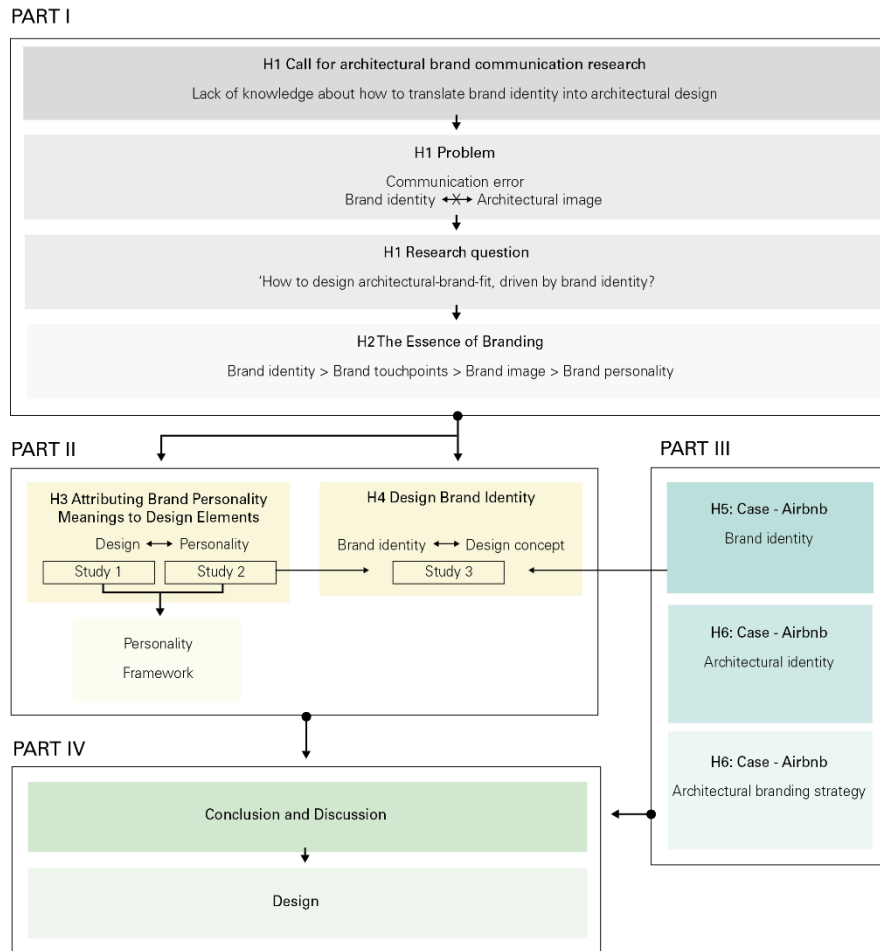 PART I
H1 Call for architectural brand communication research
Lack of knowledge about how to translate brand identity into architectural design
H1 Problem
Communication error
Brand identity Architectural image
H1 Research question
‘How to design architectural-brand-fit, driven by brand identity?
H2 The Essence of Branding
Brand identity > Brand touchpoints > Brand image > Brand personality
PART II
H3 Attributing Brand Personality
Meanings to Design Elements
Design Personality
Study 1 Study 2
Personality
Framework
H4 Design Brand Identity
Brand identity Design concept
Study 3
PART III
H5: Case - Airbnb
Brand identity
H6: Case - Airbnb
Architectural identity
H6: Case - Airbnb
Architectural branding strategy
PART IV
Conclusion and Discussion
Design